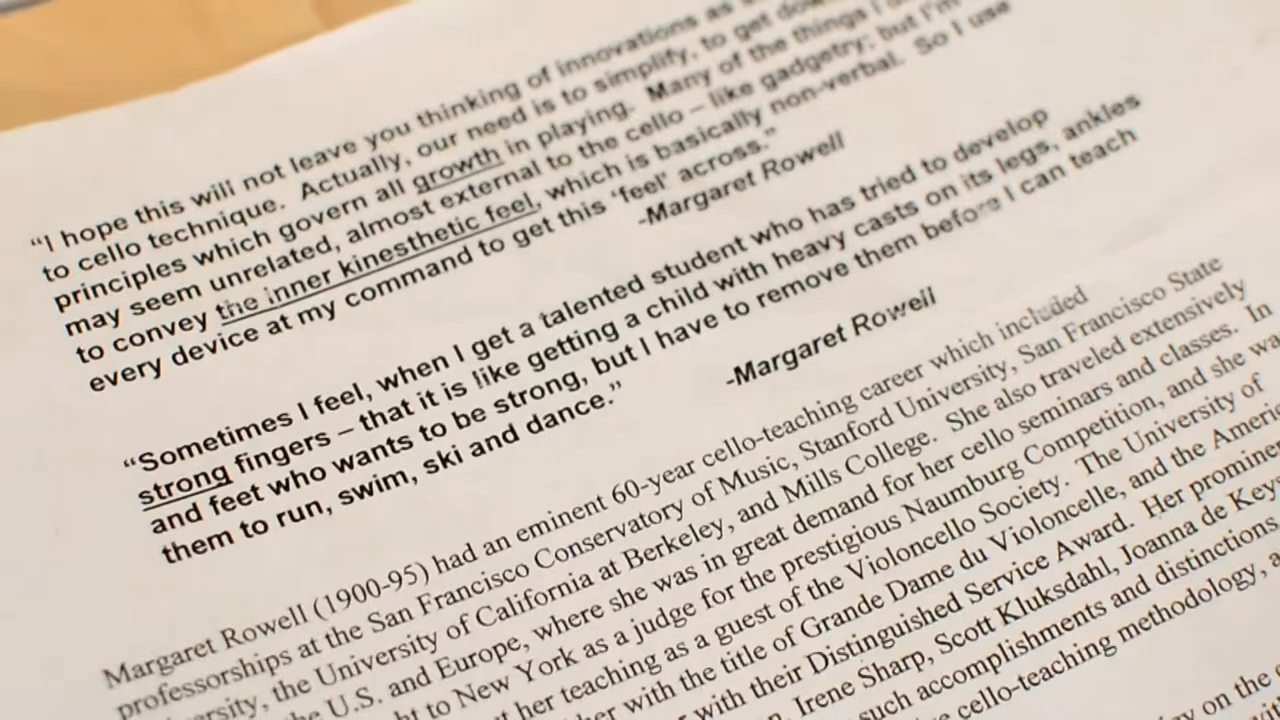 “I hope this will not leave you thinking of innovations as
to cello technique. Actually, our need is to simplify, to get
principles which govern all growth in playing. Many of the things I
may seem unrelated, almost external to the cello – like gadgetry; but I'm
to convey the inner kinesthetic feel, which is basically non-verbal. So I use
every device at my command to get this 'feel' across.”
-Margaret Rowell
“Sometimes I feel, when I get a talented student who has tried to develop
strong fingers – that it is like getting a child with heavy casts on its legs, ankles
and feet who wants to be strong, but I have to remove them before I can teach
them to run, swim, ski and dance.”
-Margaret Rowell
Margaret Rowell (1900-95) had an eminent 60-year cello-teaching career which included
professorships at the San Francisco Conservatory of Music, Stanford University, San Francisco State
the University of California at Berkeley, and Mills College. She also traveled extensively
U.S. and Europe, where she was in great demand for her cello seminars and classes. In
to New York as a judge for the prestigious Naumburg Competition, and she
her teaching as a guest of the Violoncello Society. The University of
with the title of Grande Dame du Violoncelle, and the
with their Distinguished Service Award. Her
Irene Sharp, Scott Kluksdahl, Joanna de
such accomplishments and distinctions
cello-teaching methodology,
on the